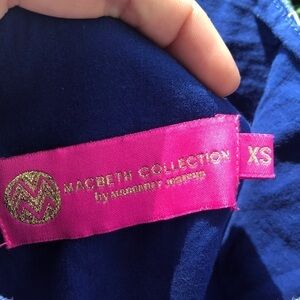 MACBETH COLLECTION
by MARGARET JOSEPHS
XS